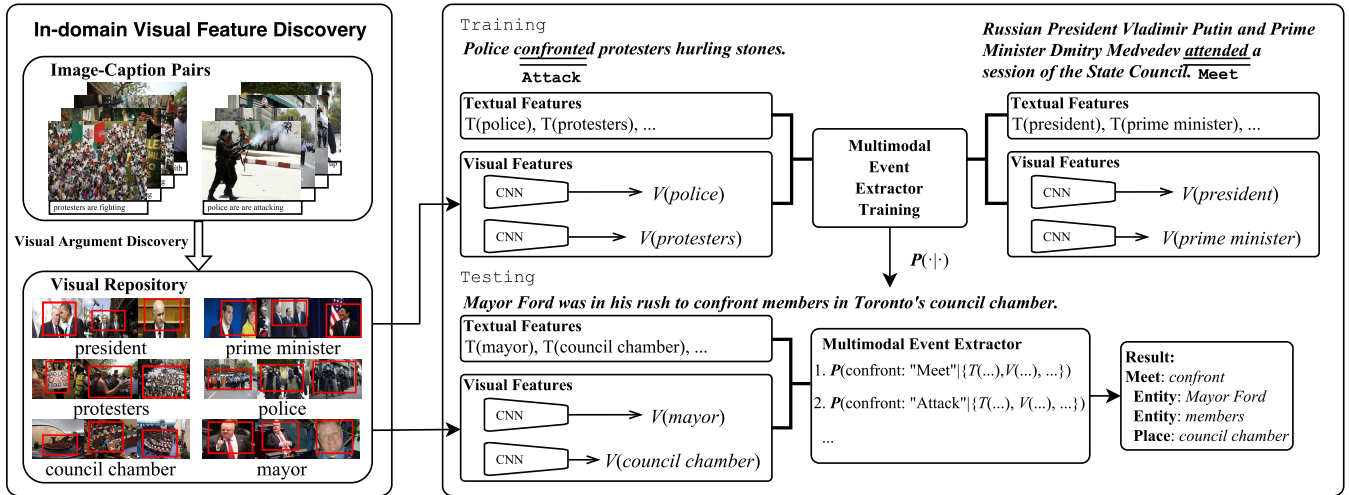 In-domain Visual Feature Discovery
Image-Caption Pairs
protesters are fighting
police are are attacking
Visual Argument Discovery
Visual Repository
president
prime minister
protesters
police
council chamber
mayor
Training
Police confronted protesters hurling stones.
Attack
Russian President Vladimir Putin and Prime
Minister Dmitry Medvedev attended a
session of the State Council. Meet
Textual Features
T(police), T(protesters), ...
Visual Features
CNN
V(police)
CNN
V(protesters)
Multimodal
Event
Extractor
Training
Textual Features
T(president), T(prime minister), ...
Visual Features
CNN
V(president)
CNN
V(prime minister)
P(·|·)
Testing
Mayor Ford was in his rush to confront members in Toronto's council chamber.
Textual Features
T(mayor), T(council chamber), ...
Visual Features
CNN
V(mayor)
CNN
V(council chamber)
Multimodal Event Extractor
1. P(confront: "Meet"|{T(...),V(...), ...})
2. P(confront: "Attack"|{T(...), V(...), ...})
...
Result:
Meet: confront
Entity: Mayor Ford
Entity: members
Place: council chamber